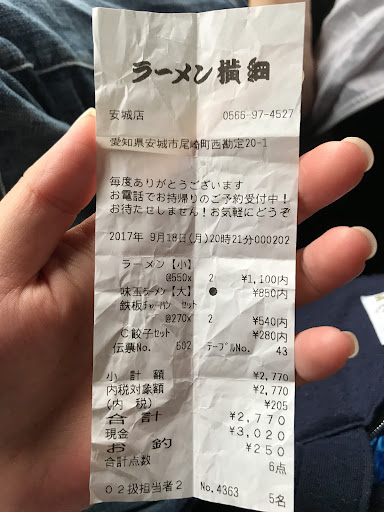 ラーメン横綱
安城店 0566-97-4527
愛知県安城市尾崎町西勘定20-1
毎度ありがとうございます
お電話でお持帰りのご予約受付中！
お待たせしません！お気軽にどうぞ
2017年 9月18日(月)20時21分000202
ラーメン【小】
@550x 2 ¥1,100内
味玉ラーメン【大】 ● ¥850内
鉄板チャーハン セット
@270x 2 ¥540内
C餃子セット ¥280内
伝票No. 502 テーブルNo. 43
小 計 額 ¥2,770
内税対象額 ¥2,770
(内 税) ¥205
合 計 ¥2,770
現金 ¥3,020
お 釣 ¥250
合計点数 6点
02扱担当者2 No.4363 5名